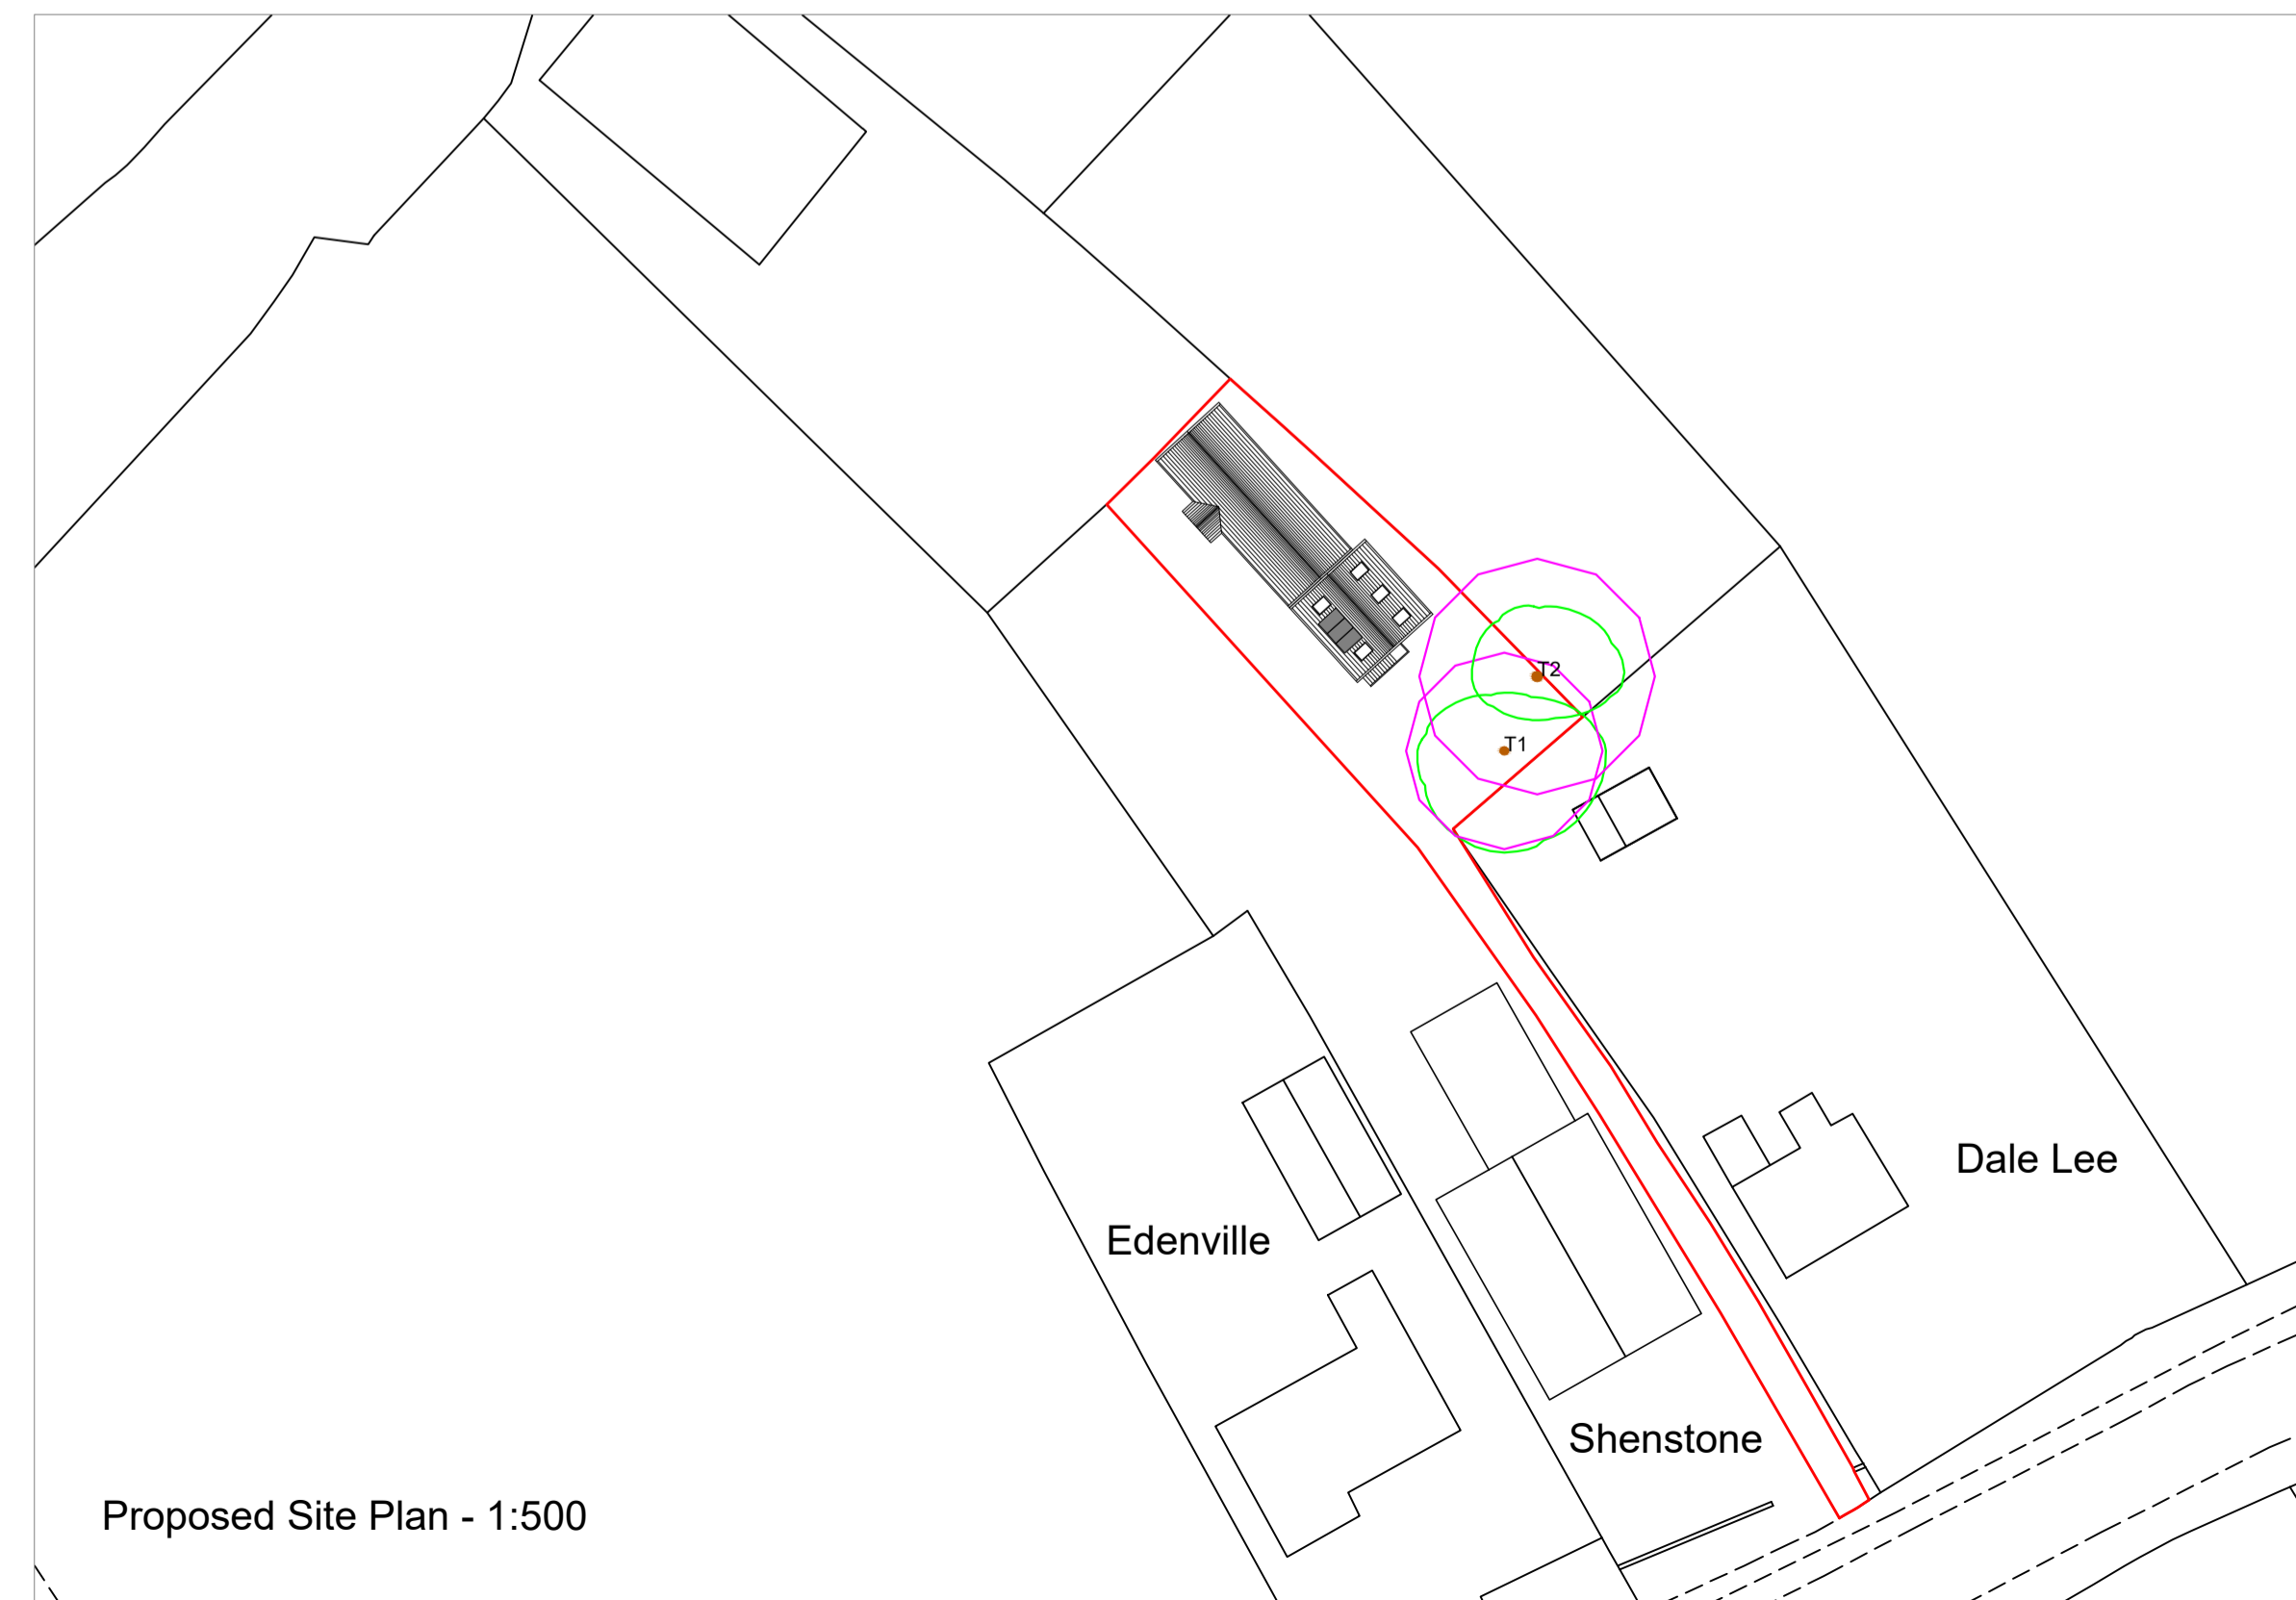 T2
T1
Dale Lee
Edenville
Shenstone
Proposed Site Plan - 1:500